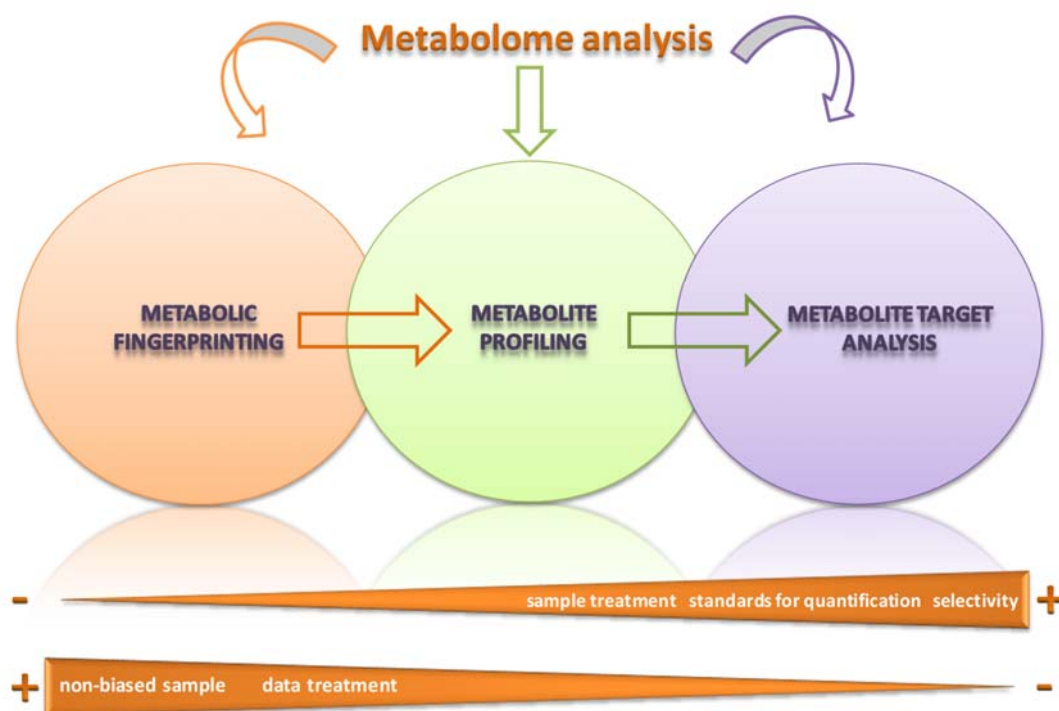 Metabolome analysis
METABOLIC
FINGERPRINTING
METABOLITE
PROFILING
METABOLITE TARGET
ANALYSIS
- sample treatment standards for quantification selectivity +
+ non-biased sample data treatment -